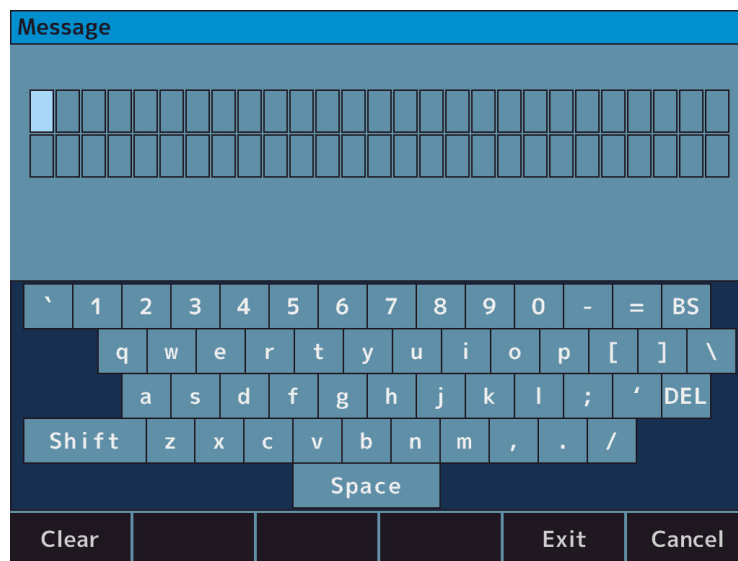 Message
` 1 2 3 4 5 6 7 8 9 0 - = BS
q w e r t y u i o p [ ] \
a s d f g h j k l ; ‘ DEL
Shift z x c v b n m , . /
Space
Clear Exit Cancel